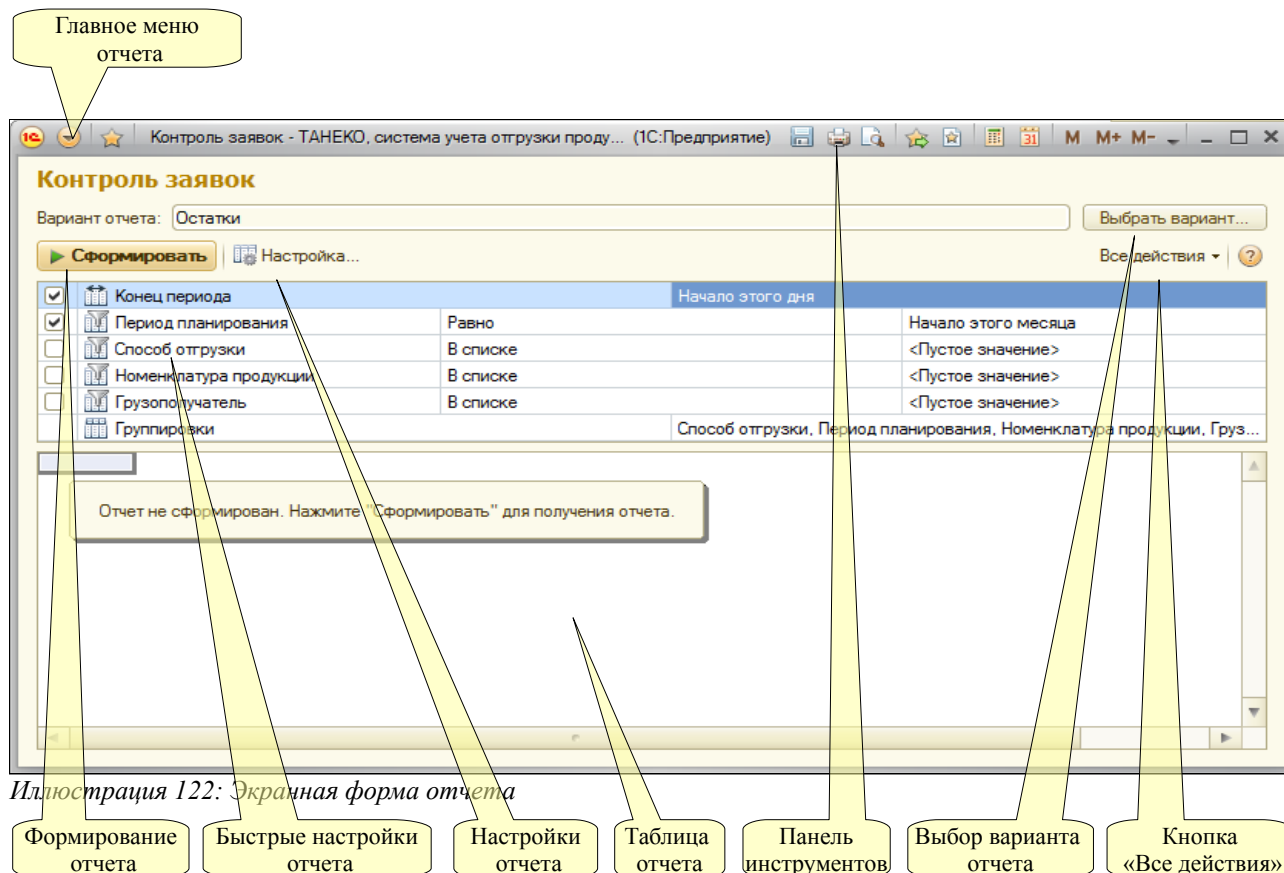 Главное меню
отчета
Контроль заявок - ТАНЕКО, система учета отгрузки проду... (1С:Предприятие) 31 M M+ M-
Контроль заявок
Вариант отчета: Остатки Выбрать вариант...
Сформировать Настройка... Все действия ?
Конец периода Начало этого дня
Период планирования Равно Начало этого месяца
Способ отгрузки В списке <Пустое значение>
Номенклатура продукции В списке <Пустое значение>
Грузополучатель В списке <Пустое значение>
Группировки Способ отгрузки, Период планирования, Номенклатура продукции, Груз...
Отчет не сформирован. Нажмите "Сформировать" для получения отчета.
Иллюстрация 122: Экранная форма отчета
Формирование
отчета
Быстрые настройки
отчета
Настройки
отчета
Таблица
отчета
Панель
инструментов
Выбор варианта
отчета
Кнопка
«Все действия»